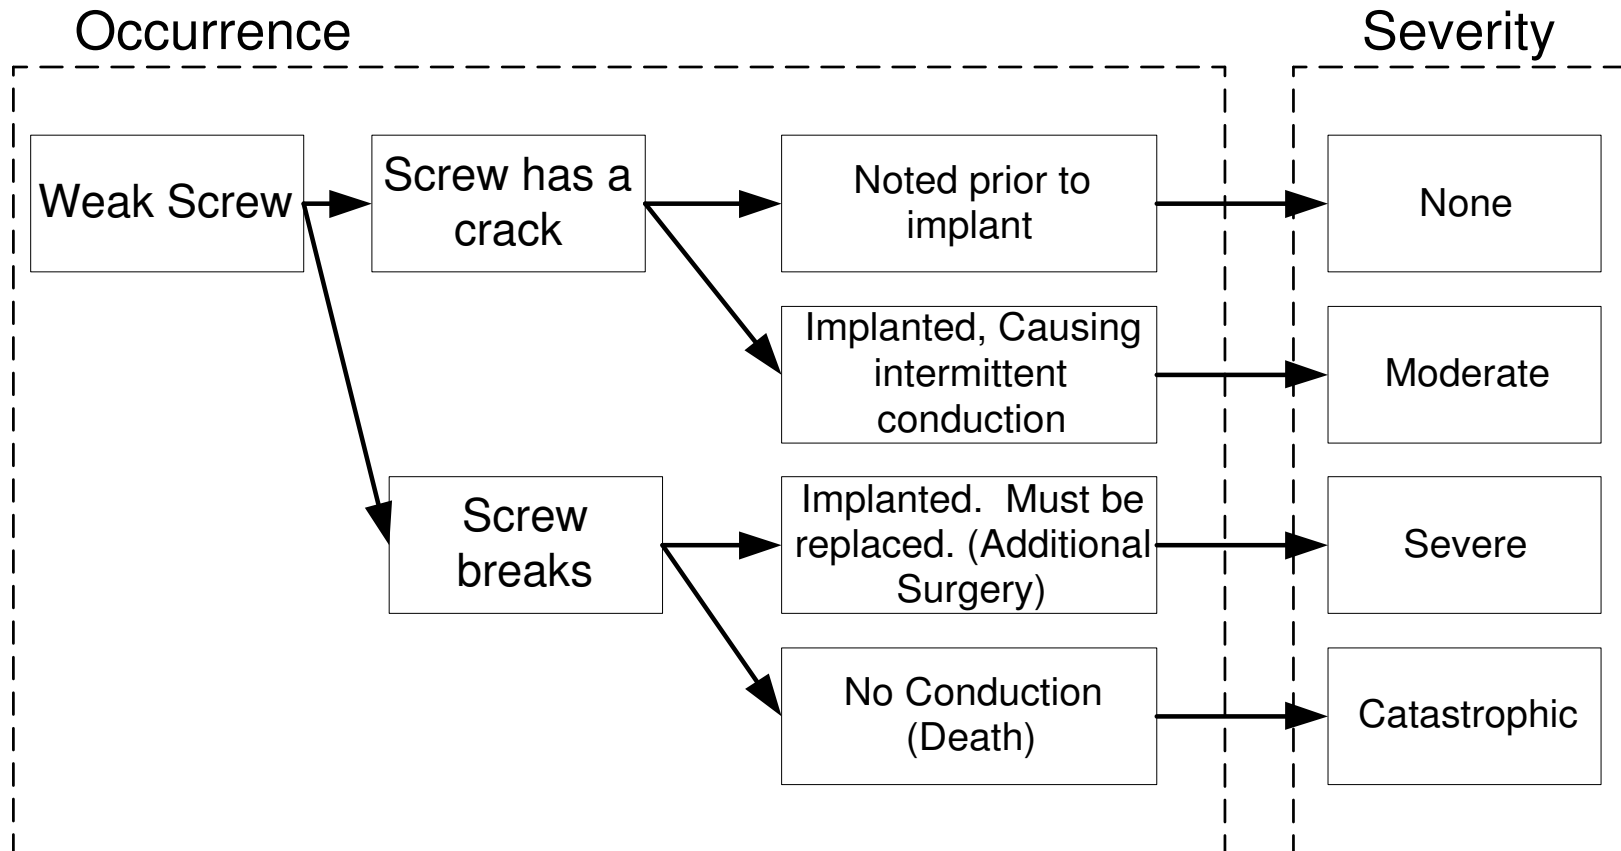 Occurrence
Severity
Weak Screw
Screw has a
crack
Noted prior to
implant
None
Implanted, Causing
intermittent
conduction
Moderate
Screw
breaks
Implanted.  Must be
replaced. (Additional
Surgery)
Severe
No Conduction
(Death)
Catastrophic